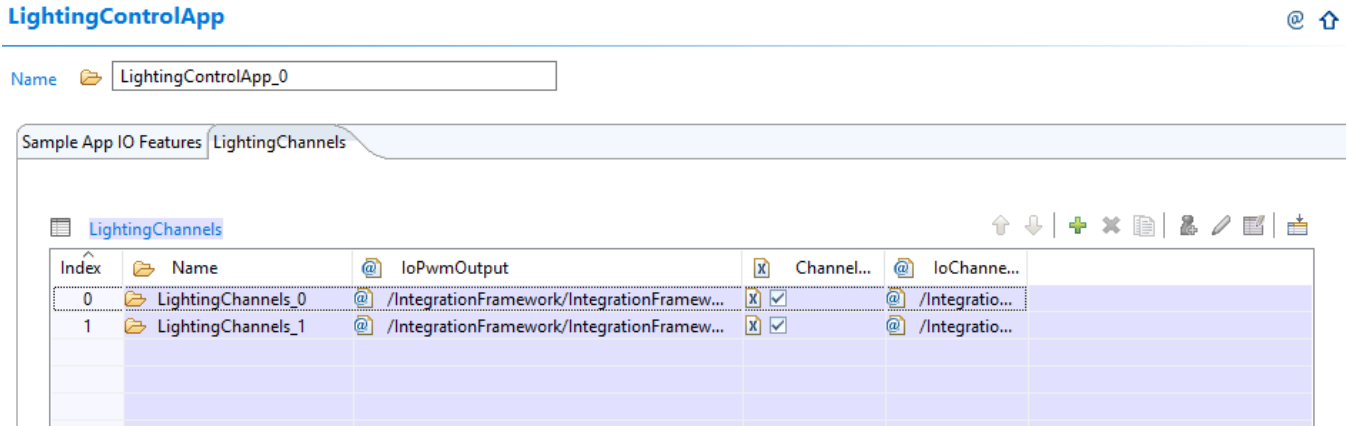 LightingControlApp
Name LightingControlApp_0
Sample App IO Features LightingChannels
LightingChannels
Index Name IoPwmOutput Channel... IoChanne...
0 LightingChannels_0 /IntegrationFramework/IntegrationFramew... /Integratio...
1 LightingChannels_1 /IntegrationFramework/IntegrationFramew... /Integratio...